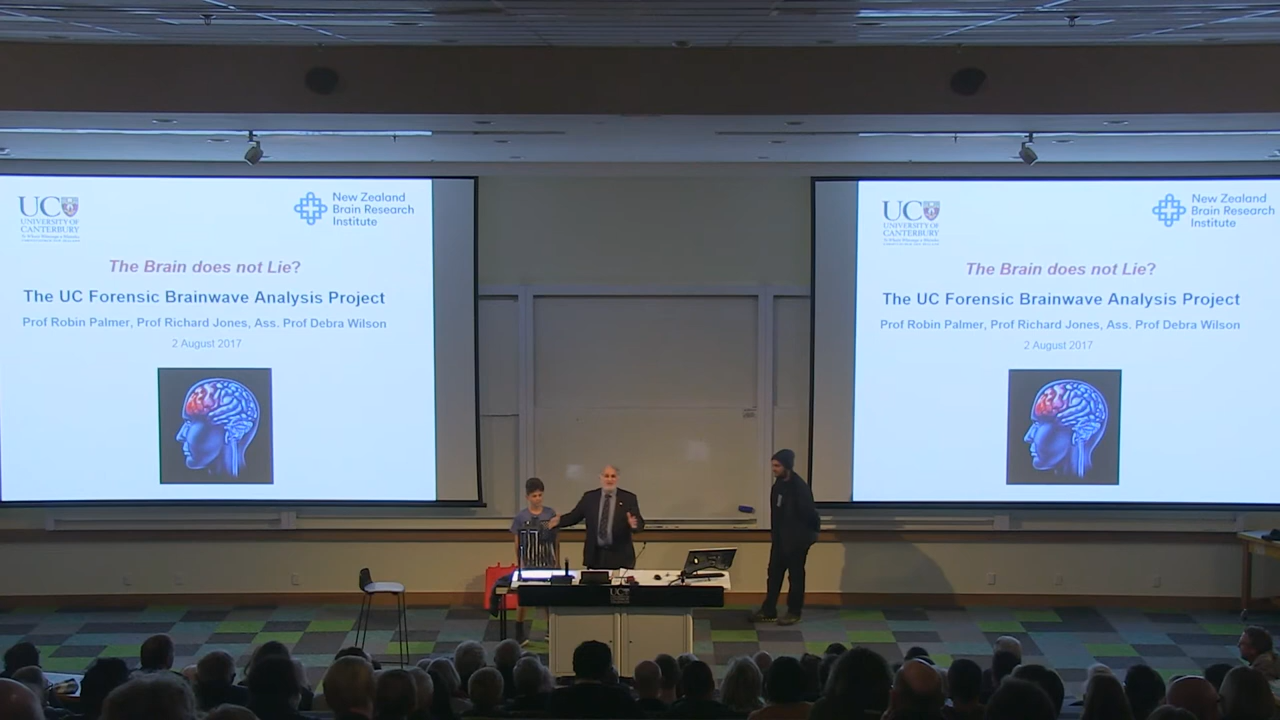 UC
UNIVERSITY OF
CANTERBURY
New Zealand
Brain Research
Institute
The Brain does not Lie?
The UC Forensic Brainwave Analysis Project
Prof Robin Palmer, Prof Richard Jones, Ass. Prof Debra Wilson
2 August 2017
UC
UNIVERSITY OF
CANTERBURY
New Zealand
Brain Research
Institute
The Brain does not Lie?
The UC Forensic Brainwave Analysis Project
Prof Robin Palmer, Prof Richard Jones, Ass. Prof Debra Wilson
2 August 2017
UC